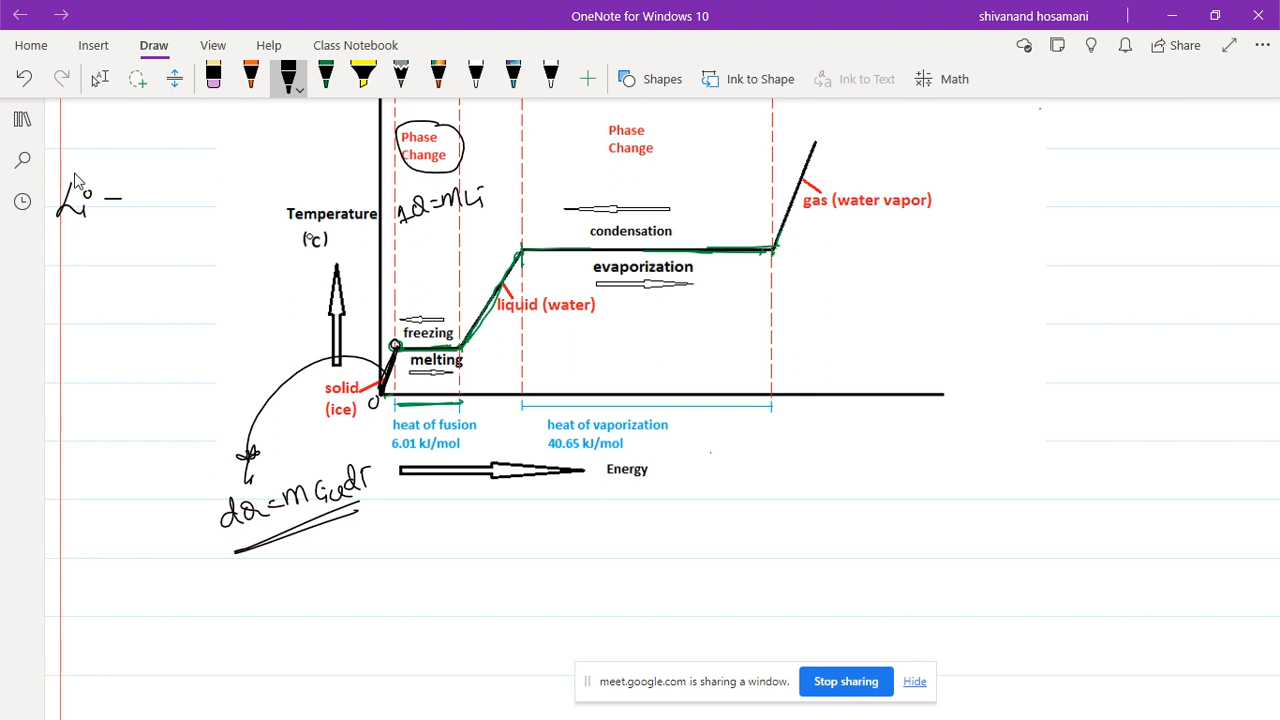 OneNote for Windows 10
shivanand hosamani
Home Insert Draw View Help Class Notebook
Share
Shapes Ink to Shape Ink to Text Math
Phase
Change
Phase
Change
gas (water vapor)
Temperature
(°C)
condensation
evaporization
liquid (water)
freezing
melting
solid
(ice)
O
heat of fusion
6.01 kJ/mol
heat of vaporization
40.65 kJ/mol
Energy
meet.google.com is sharing a window. Stop sharing Hide